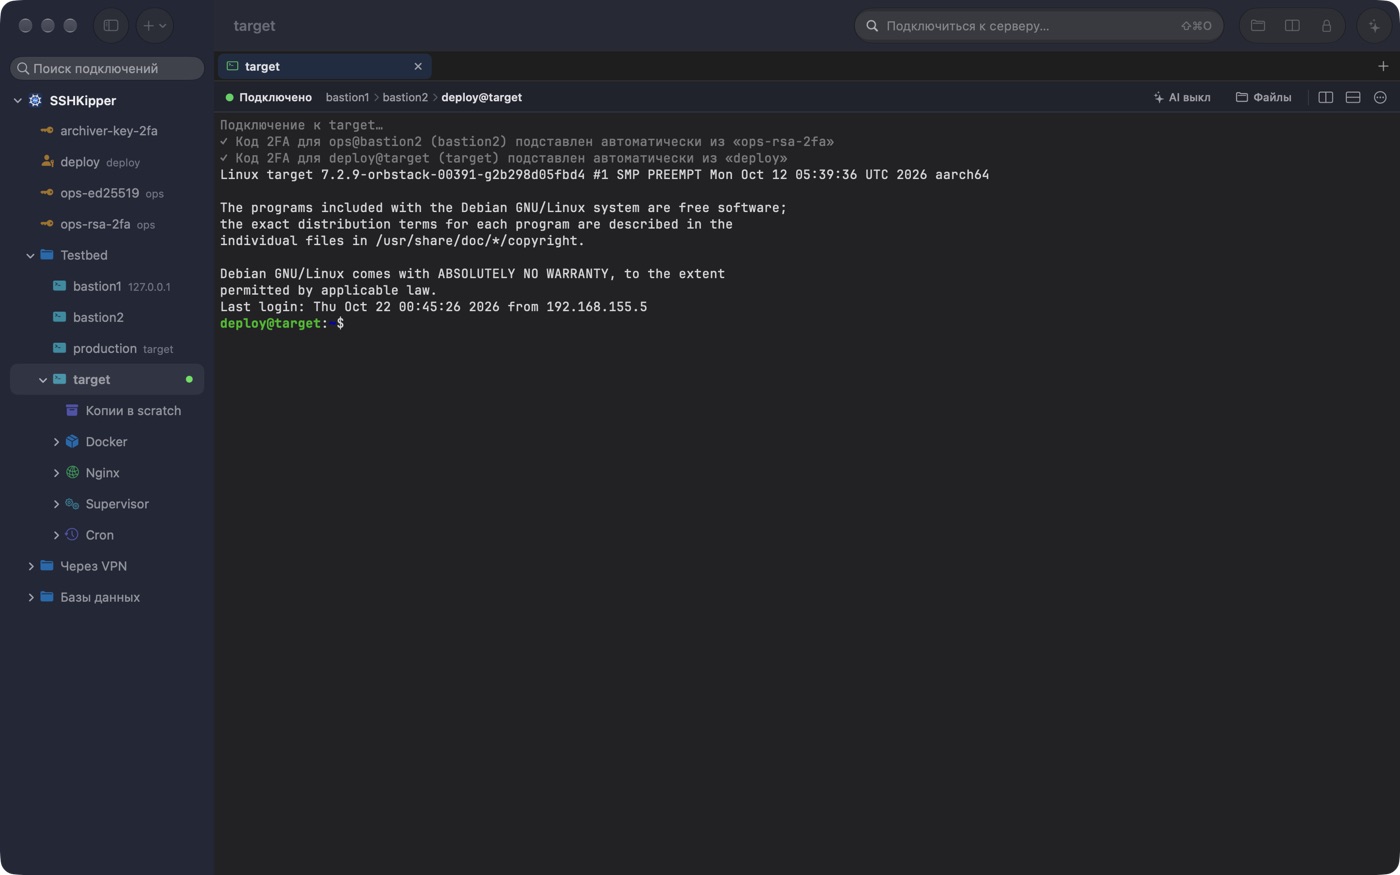 target
Подключиться к серверу… ⇧⌘O
Поиск подключений
SSHKipper
archiver-key-2fa
deploy deploy
ops-ed25519 ops
ops-rsa-2fa ops
Testbed
bastion1 127.0.0.1
bastion2
production target
target
Копии в scratch
Docker
Nginx
Supervisor
Cron
Через VPN
Базы данных
target
Подключено bastion1 › bastion2 › deploy@target
AI выкл Файлы
Подключение к target…
✓ Код 2FA для ops@bastion2 (bastion2) подставлен автоматически из «ops-rsa-2fa»
✓ Код 2FA для deploy@target (target) подставлен автоматически из «deploy»
Linux target 7.2.9-orbstack-00391-g2b298d05fbd4 #1 SMP PREEMPT Mon Oct 12 05:39:36 UTC 2026 aarch64
The programs included with the Debian GNU/Linux system are free software;
the exact distribution terms for each program are described in the
individual files in /usr/share/doc/*/copyright.
Debian GNU/Linux comes with ABSOLUTELY NO WARRANTY, to the extent
permitted by applicable law.
Last login: Thu Oct 22 00:45:26 2026 from 192.168.155.5
deploy@target:~$